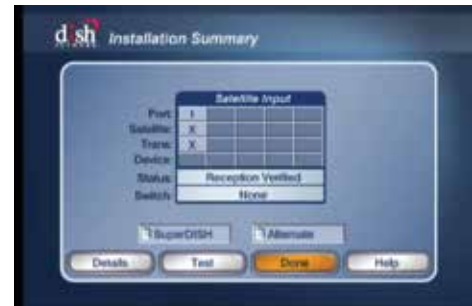 dish Installation Summary
NETWORK
Satellite Input
Port: 1
Satellite: X
Trans: X
Device:
Status: Reception Verified
Switch: None
SuperDISH Alternate
Details Test Done Help